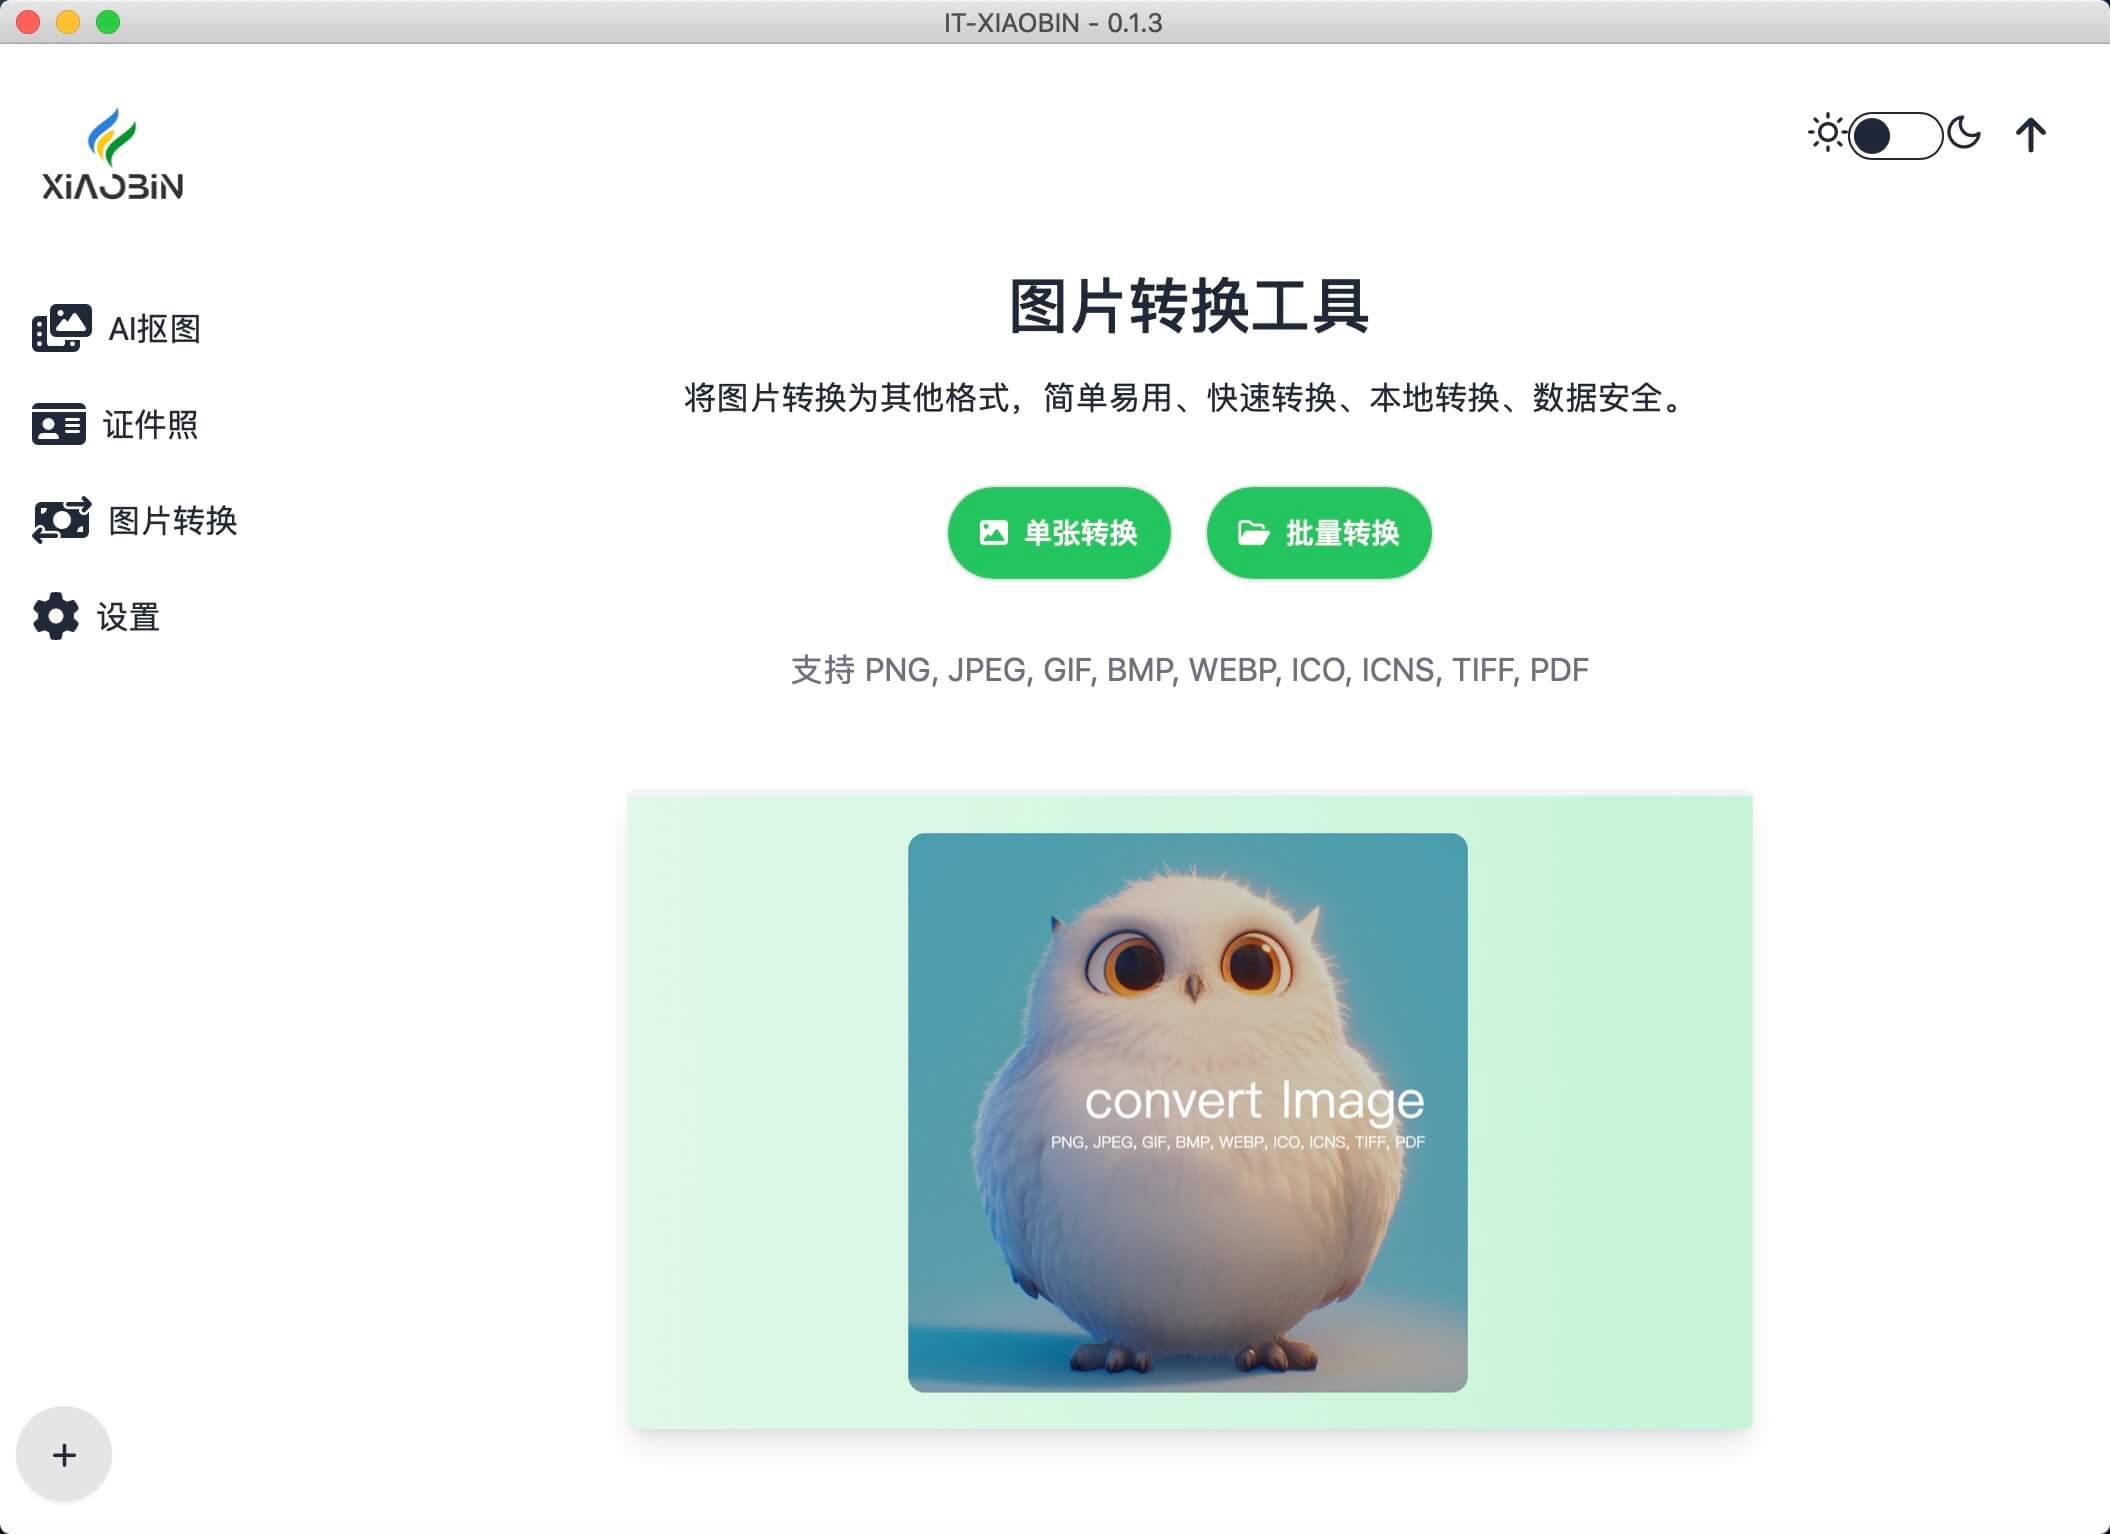 IT-XIAOBIN - 0.1.3
XiAOBiN
AI抠图
证件照
图片转换
设置
图片转换工具
将图片转换为其他格式，简单易用、快速转换、本地转换、数据安全。
单张转换
批量转换
支持 PNG, JPEG, GIF, BMP, WEBP, ICO, ICNS, TIFF, PDF
convert Image
PNG, JPEG, GIF, BMP, WEBP, ICO, ICNS, TIFF, PDF